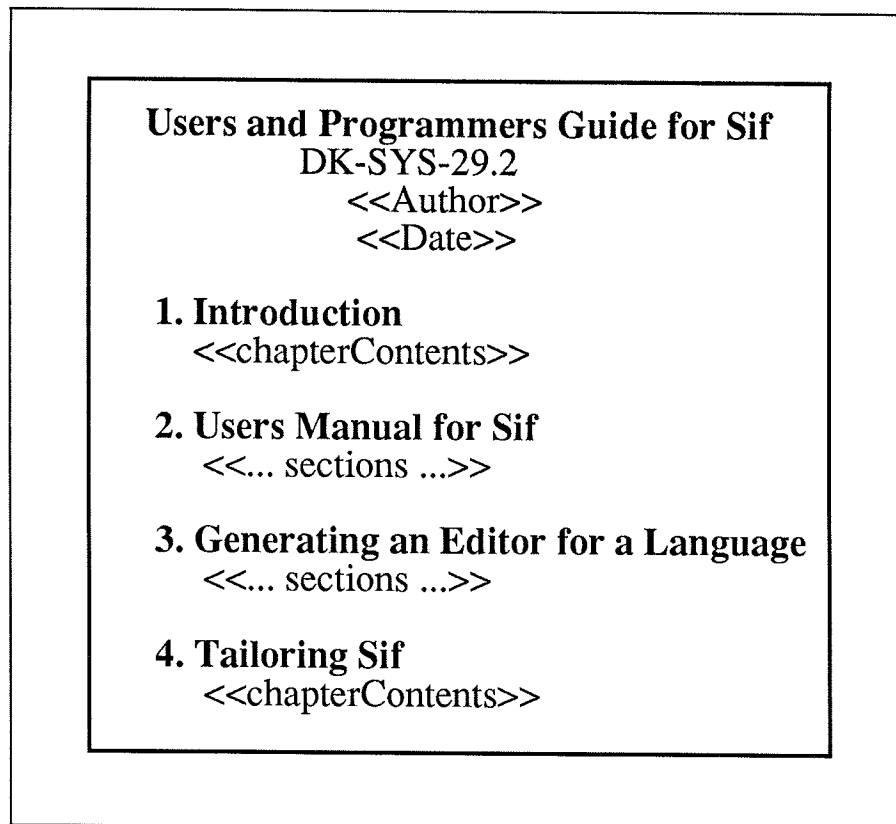 Users and Programmers Guide for Sif
DK-SYS-29.2
<<Author>>
<<Date>>
1. Introduction
<<chapterContents>>
2. Users Manual for Sif
<<... sections ...>>
3. Generating an Editor for a Language
<<... sections ...>>
4. Tailoring Sif
<<chapterContents>>